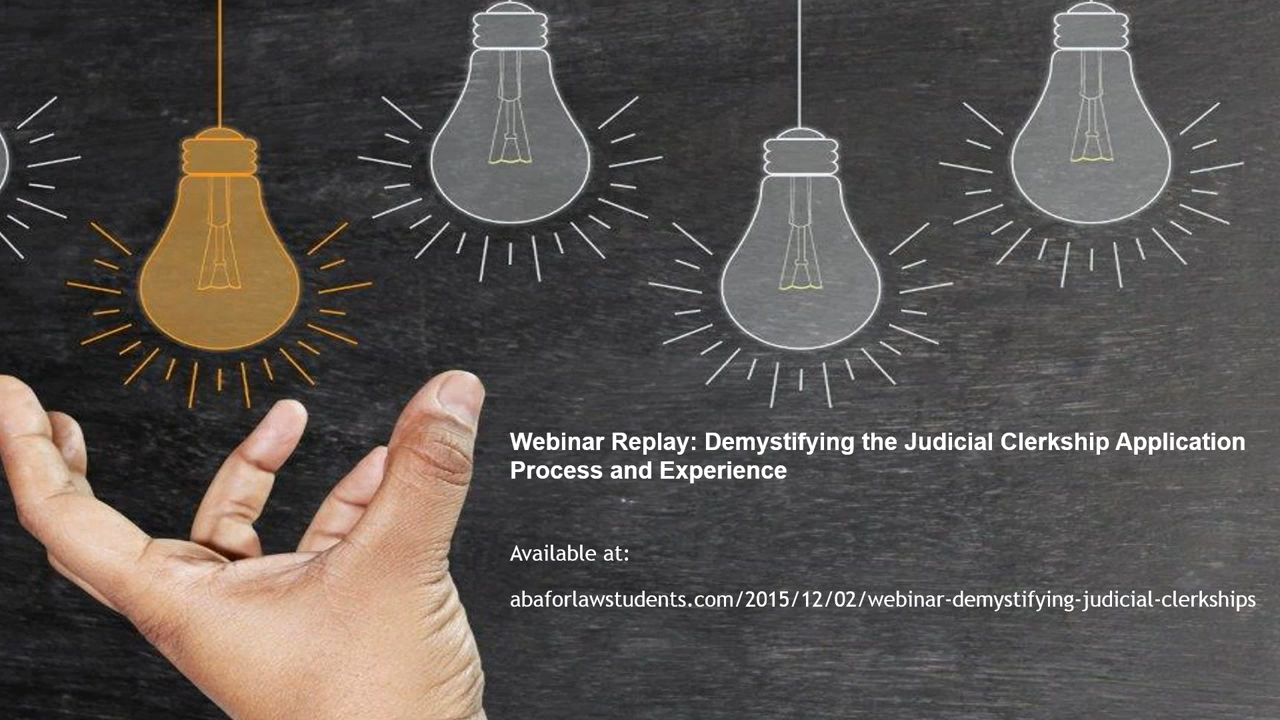 Webinar Replay: Demystifying the Judicial Clerkship Application
Process and Experience
Available at:
abaforlawstudents.com/2015/12/02/webinar-demystifying-judicial-clerkships